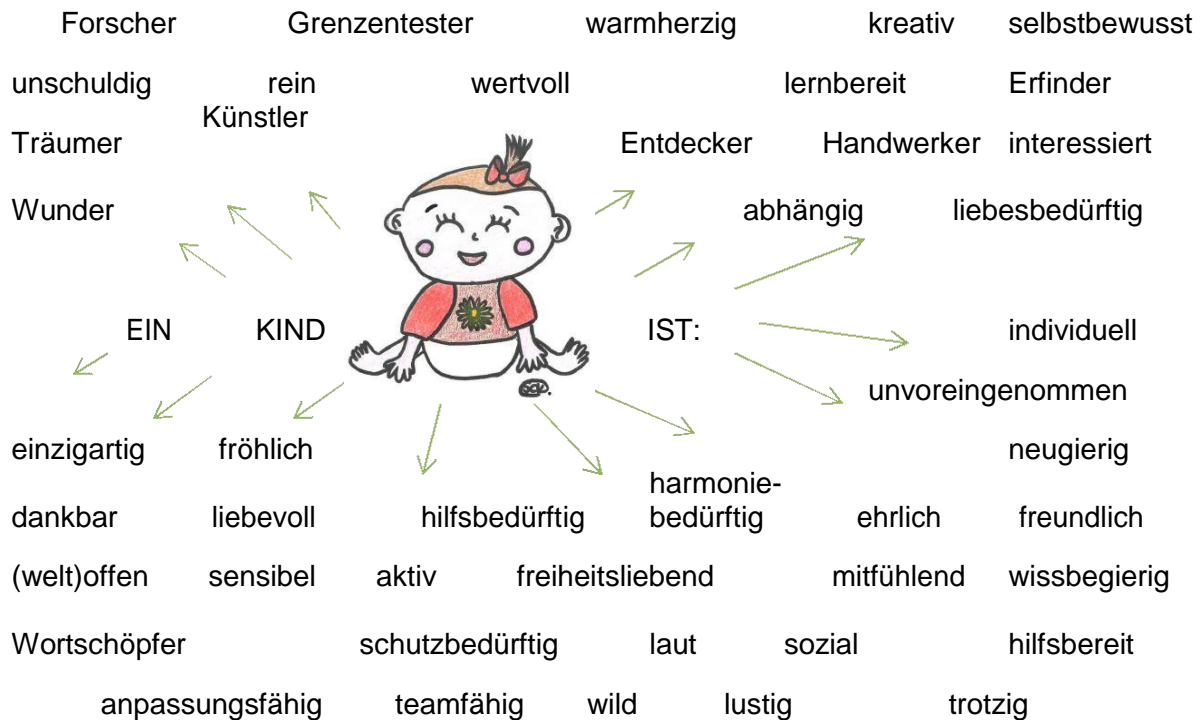 Forscher Grenzentester warmherzig kreativ selbstbewusst
unschuldig rein wertvoll lernbereit Erfinder
Künstler
Träumer Entdecker Handwerker interessiert
Wunder abhängig liebesbedürftig
EIN KIND IST: individuell
unvoreingenommen
einzigartig fröhlich neugierig
harmonie-
dankbar liebevoll hilfsbedürftig bedürftig ehrlich freundlich
(welt)offen sensibel aktiv freiheitsliebend mitfühlend wissbegierig
Wortschöpfer schutzbedürftig laut sozial hilfsbereit
anpassungsfähig teamfähig wild lustig trotzig